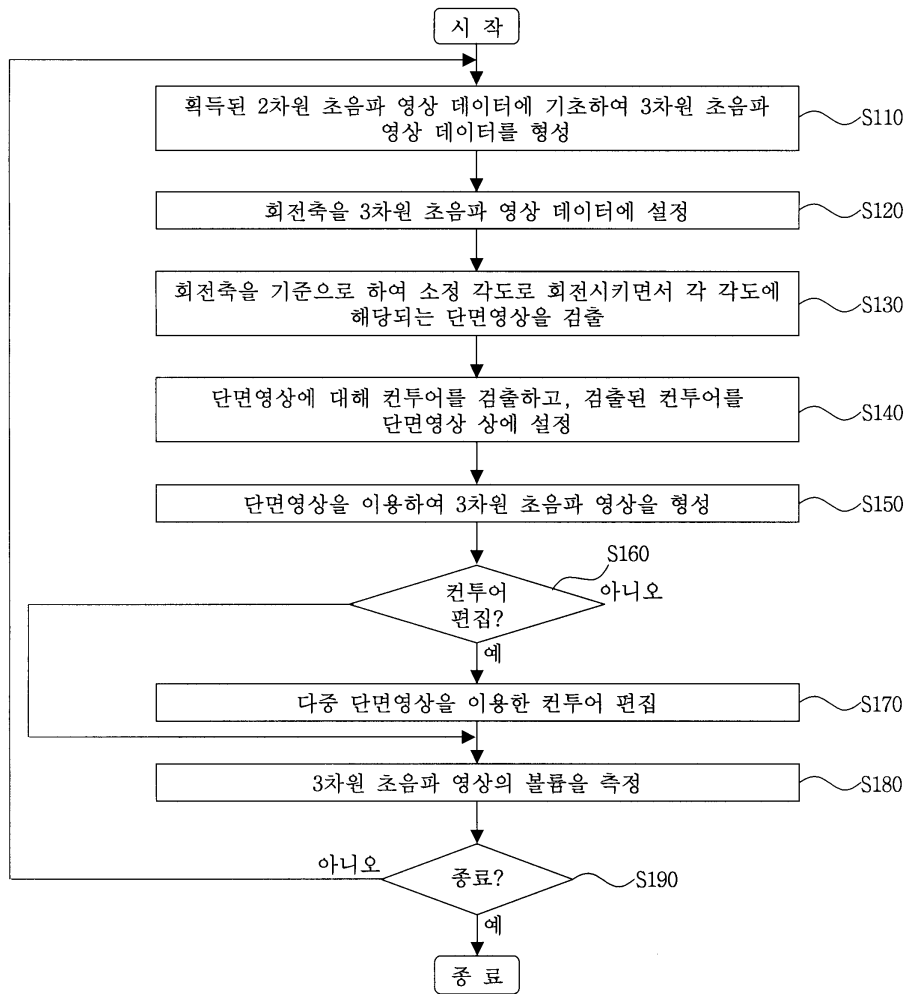 시 작
획득된 2차원 초음파 영상 데이터에 기초하여 3차원 초음파
영상 데이터를 형성
S110
회전축을 3차원 초음파 영상 데이터에 설정
S120
회전축을 기준으로 하여 소정 각도로 회전시키면서 각 각도에
해당되는 단면영상을 검출
S130
단면영상에 대해 컨투어를 검출하고, 검출된 컨투어를
단면영상 상에 설정
S140
단면영상을 이용하여 3차원 초음파 영상을 형성
S150
S160
컨투어
편집?
아니오
예
다중 단면영상을 이용한 컨투어 편집
S170
3차원 초음파 영상의 볼륨을 측정
S180
아니오
종료?
S190
예
종 료